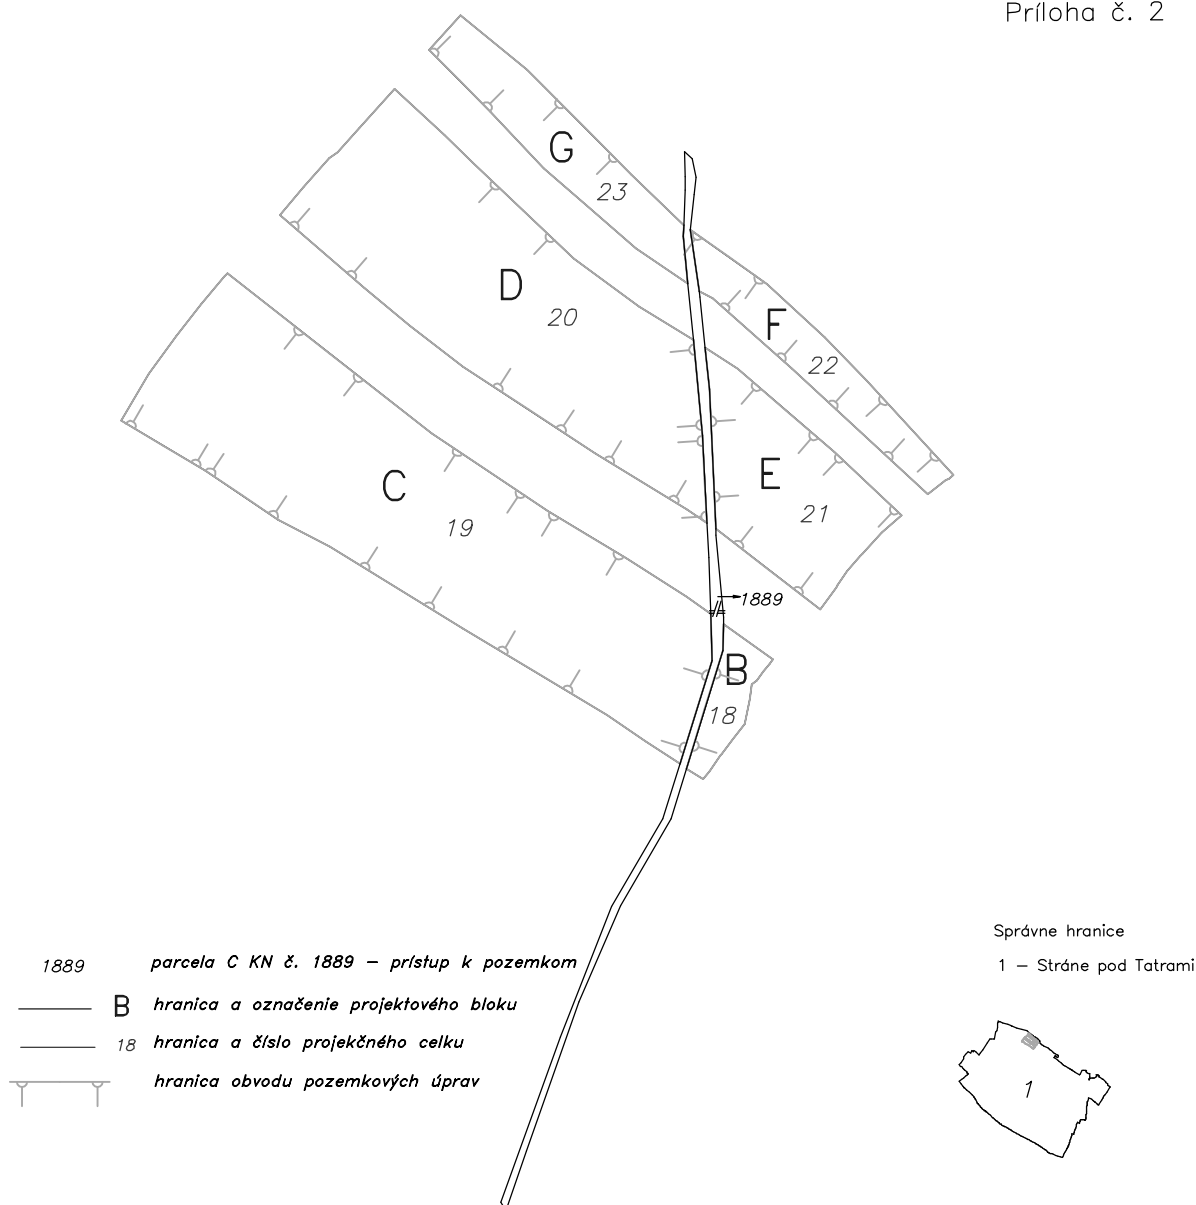 Príloha č. 2
G
23
D
20
F
22
C
19
E
21
1889
B
18
1889 parcela C KN č. 1889 – prístup k pozemkom
B hranica a označenie projektového bloku
18 hranica a číslo projekčného celku
hranica obvodu pozemkových úprav
Správne hranice
1 – Stráne pod Tatrami
1